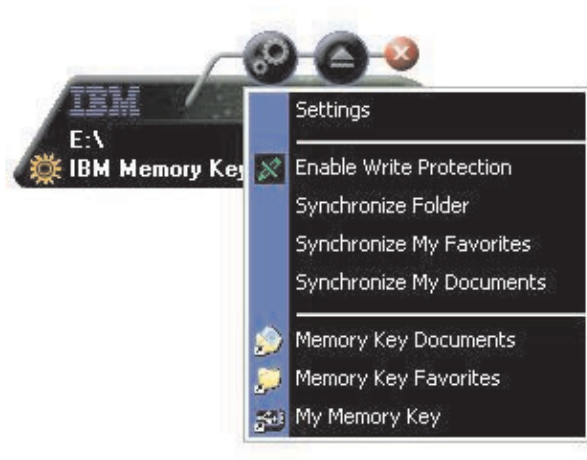 IBM
E:\
IBM Memory Key
Settings
Enable Write Protection
Synchronize Folder
Synchronize My Favorites
Synchronize My Documents
Memory Key Documents
Memory Key Favorites
My Memory Key